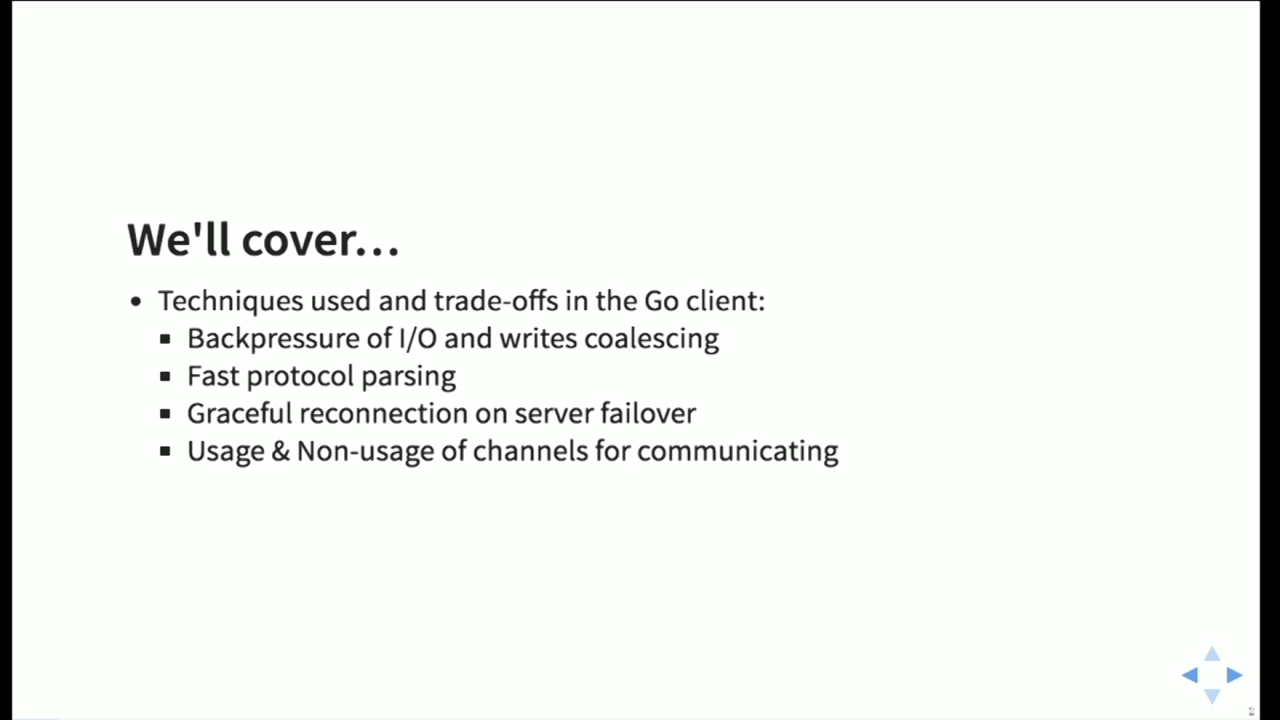 We'll cover…
• Techniques used and trade-offs in the Go client:
▪ Backpressure of I/O and writes coalescing
▪ Fast protocol parsing
▪ Graceful reconnection on server failover
▪ Usage & Non-usage of channels for communicating